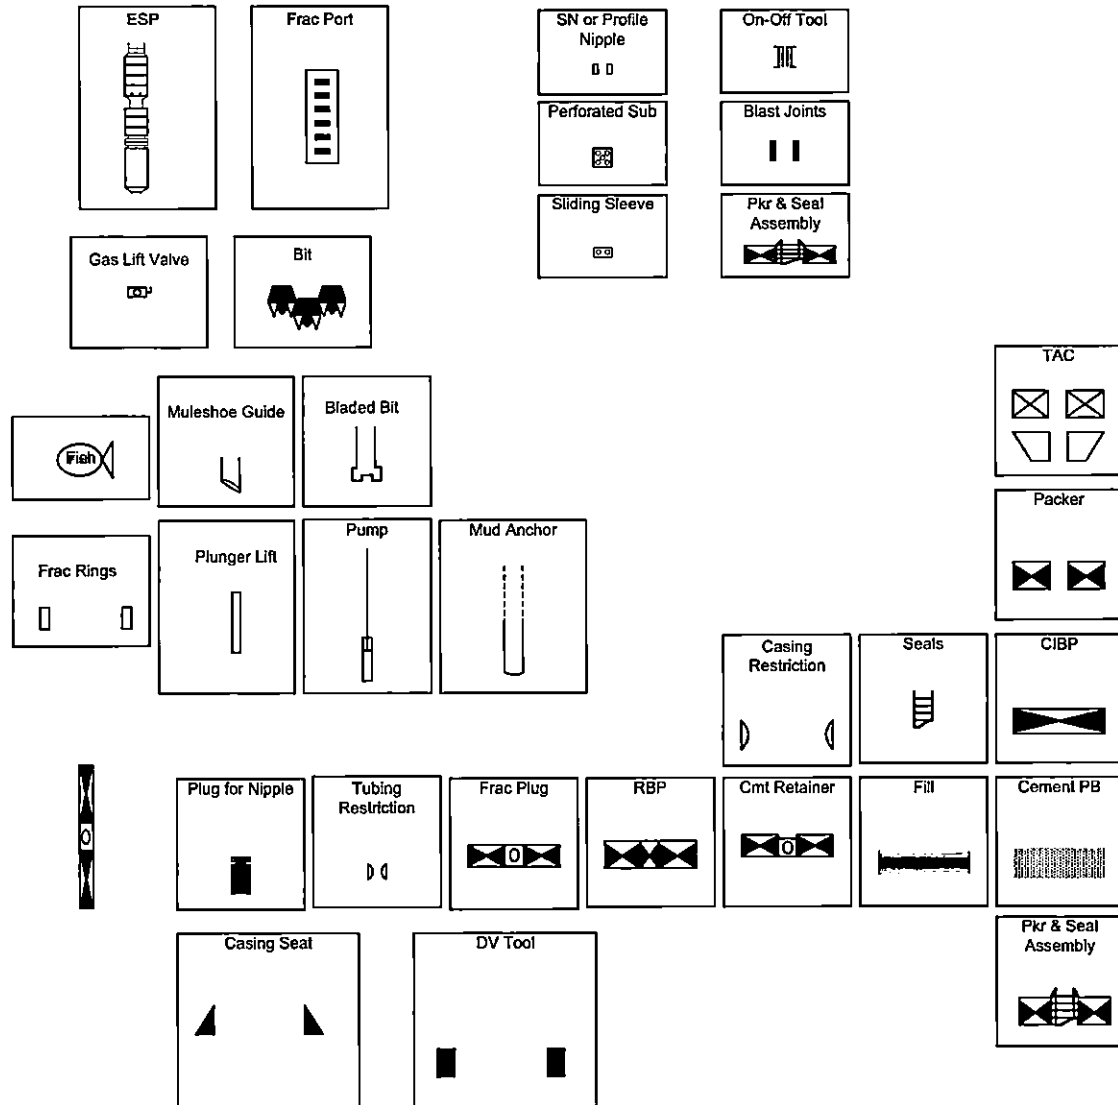 ESP
Frac Port
SN or Profile
Nipple
On-Off Tool
Perforated Sub
Blast Joints
Sliding Sleeve
Pkr & Seal
Assembly
Gas Lift Valve
Bit
TAC
Muleshoe Guide
Bladed Bit
Fish
Packer
Frac Rings
Plunger Lift
Pump
Mud Anchor
Casing
Restriction
Seals
CIBP
Plug for Nipple
Tubing
Restriction
Frac Plug
RBP
Cmt Retainer
Fill
Cement PB
Pkr & Seal
Assembly
Casing Seat
DV Tool